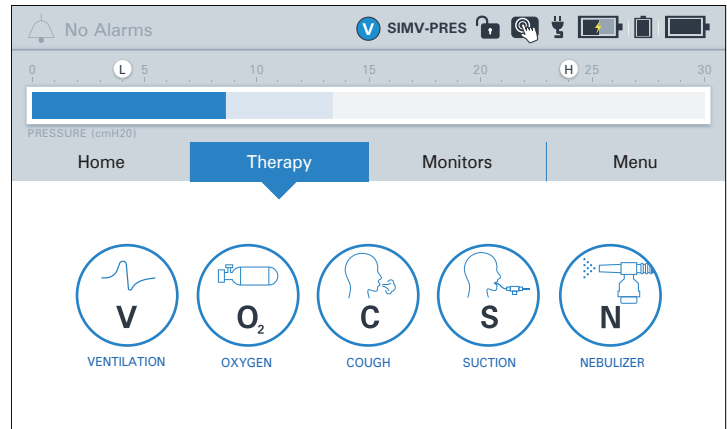 No Alarms V SIMV-PRES
0 L 5 10 15 20 H 25 30
PRESSURE (cmH20)
Home Therapy Monitors Menu
V O₂ C S N
VENTILATION OXYGEN COUGH SUCTION NEBULIZER